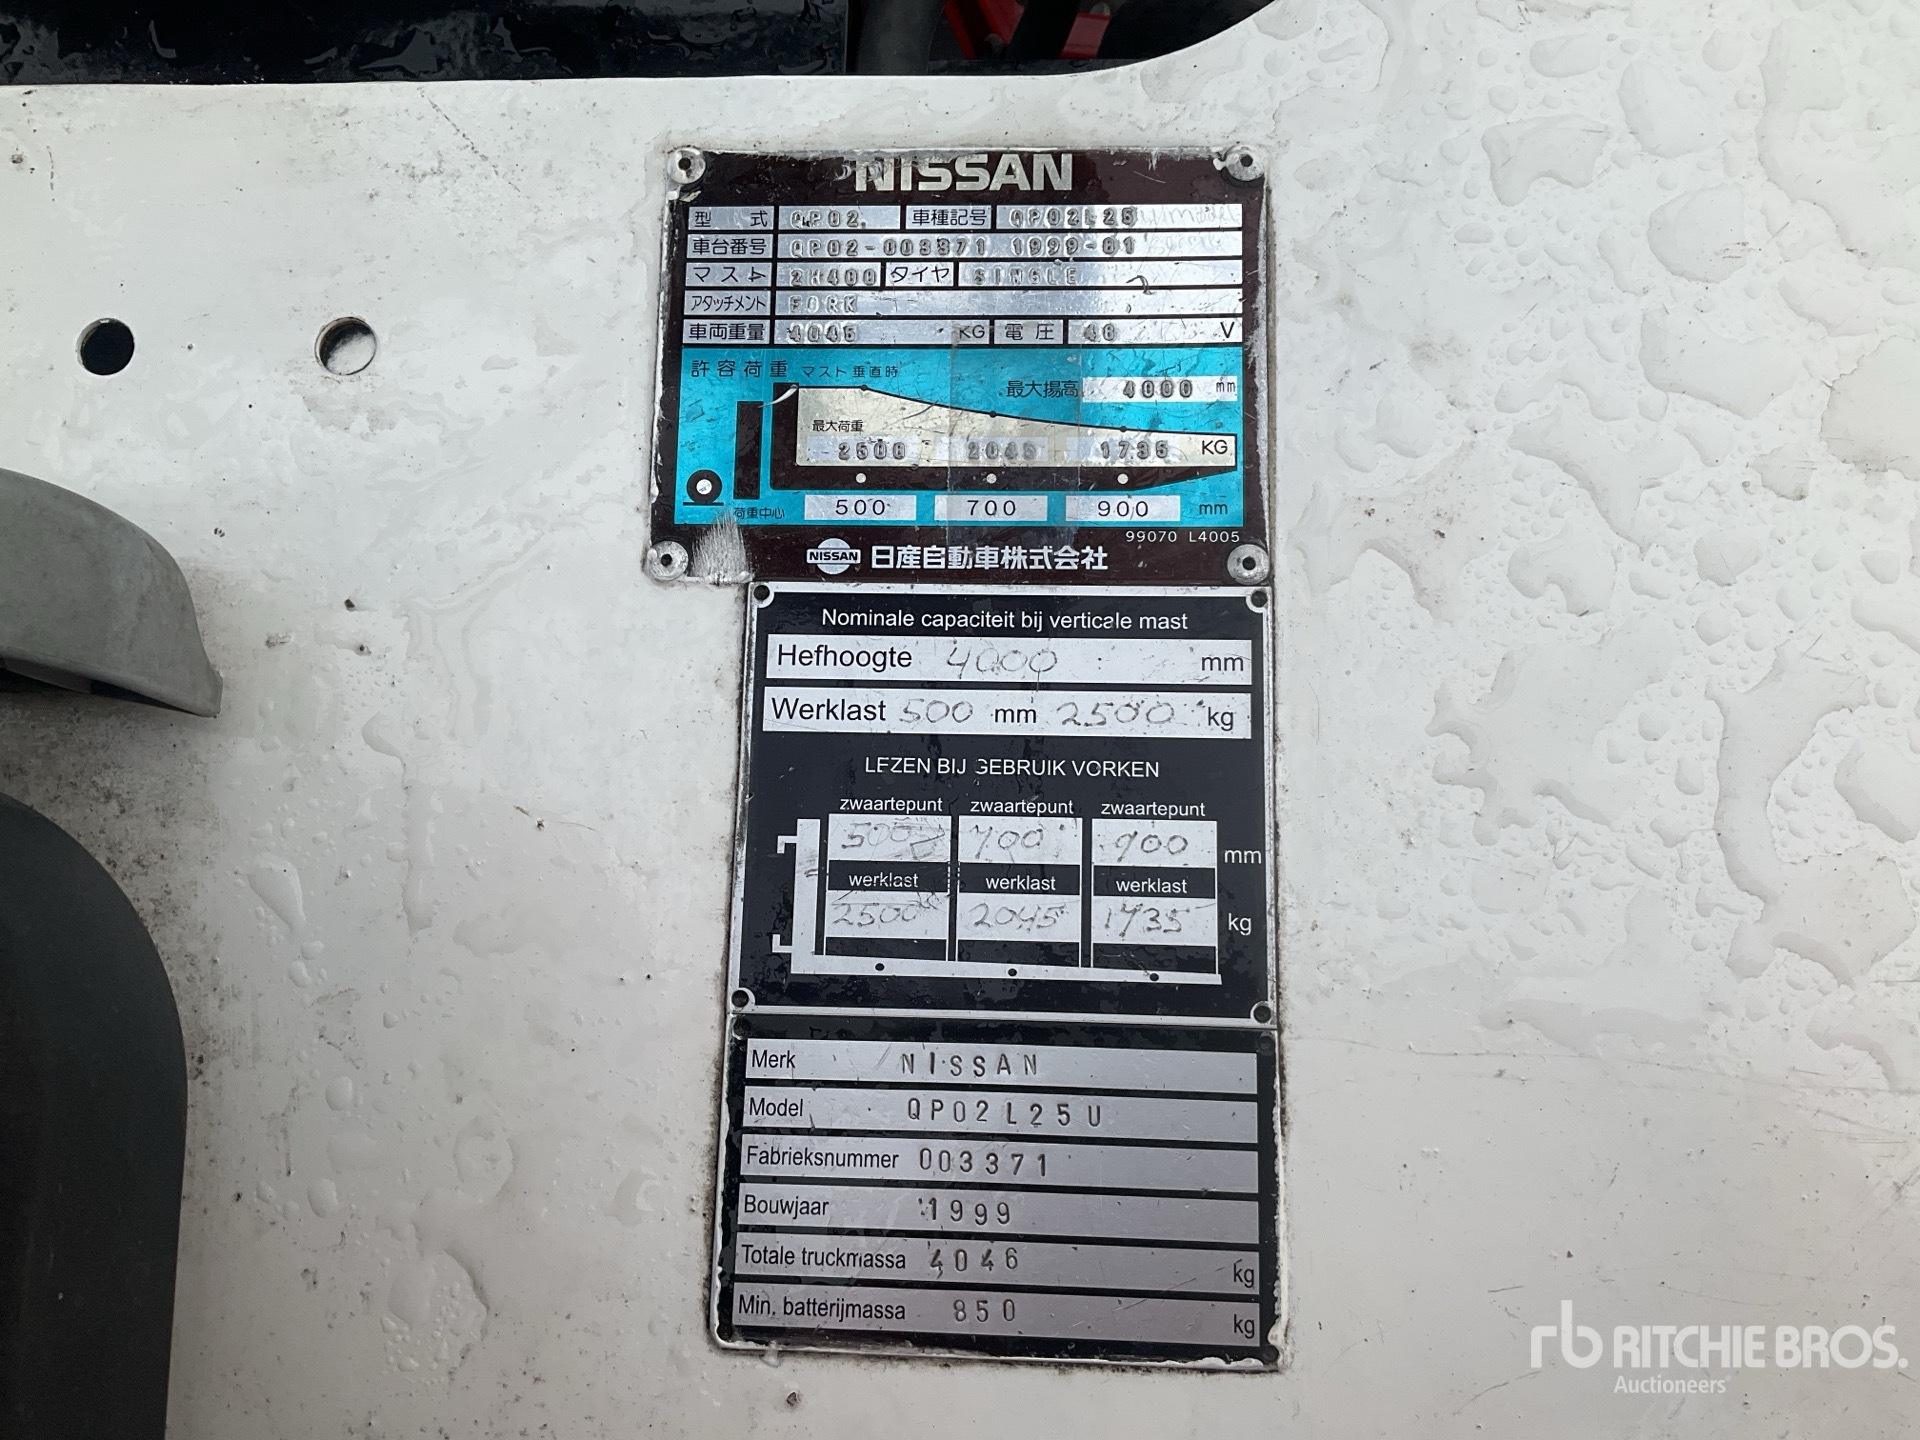 NISSAN
型式 QP02 車種記号 QP02L25
車台番号 QP02-003371 1999-61
マスト 2M400 タイヤ SINGLE
アタッチメント FORK
車両重量 4046 KG 電圧 48 V
許容荷重 マスト垂直時
最大揚高 4000 mm
最大荷重
2500 2045 1735 KG
荷重中心 500 700 900 mm
99070 L4005
NISSAN 日産自動車株式会社
Nominale capaciteit bij verticale mast
Hefhoogte 4000 mm
Werklast 500 mm 2500 kg
LEZEN BIJ GEBRUIK VORKEN
zwaartepunt zwaartepunt zwaartepunt
500 700 900 mm
werklast werklast werklast
2500 2045 1735 kg
Merk NISSAN
Model QP02L25U
Fabrieksnummer 003371
Bouwjaar 1999
Totale truckmassa 4046 kg
Min. batterijmassa 850 kg
rb RITCHIE BROS.
Auctioneers